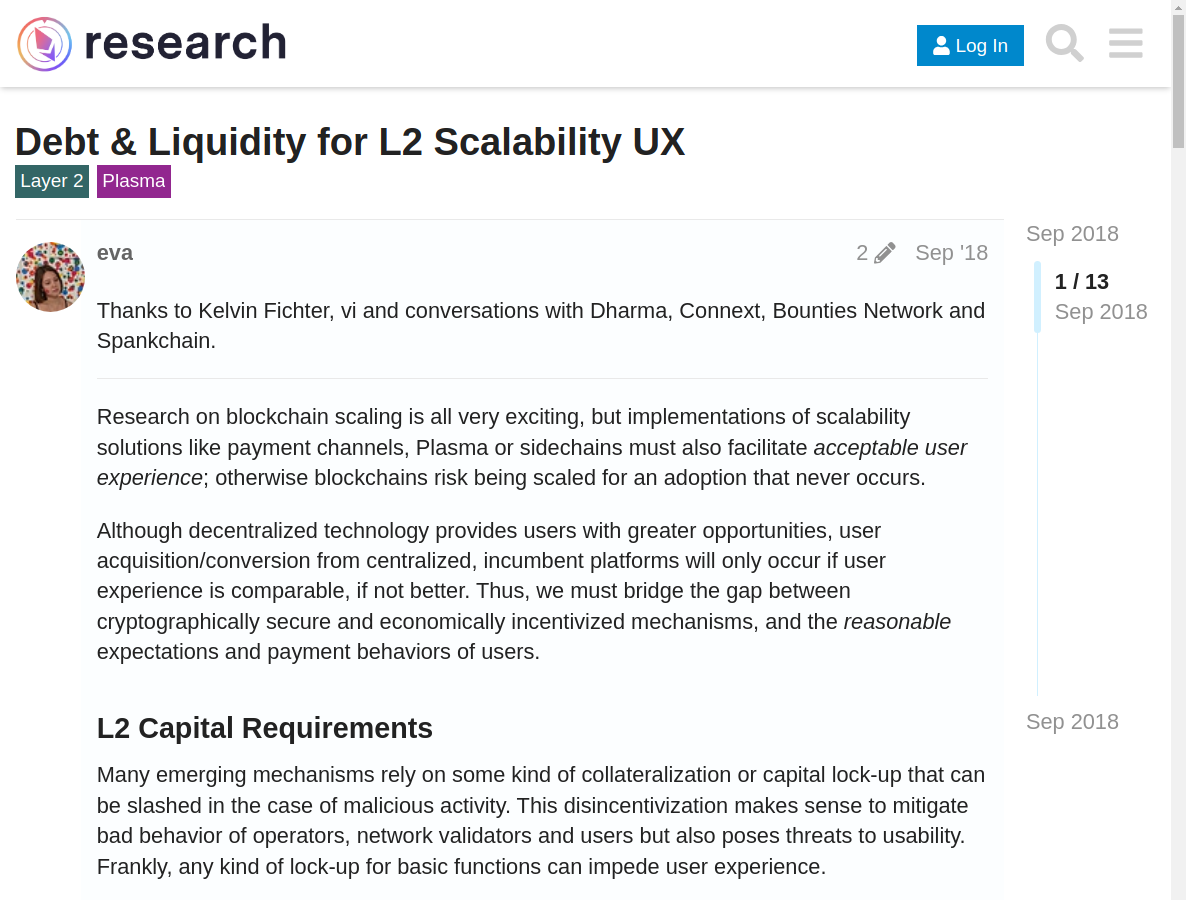 research
Log In
Debt & Liquidity for L2 Scalability UX
Layer 2 Plasma
Sep 2018
eva 2 Sep '18
1 / 13
Sep 2018
Thanks to Kelvin Fichter, vi and conversations with Dharma, Connext, Bounties Network and
Spankchain.
Research on blockchain scaling is all very exciting, but implementations of scalability
solutions like payment channels, Plasma or sidechains must also facilitate acceptable user
experience; otherwise blockchains risk being scaled for an adoption that never occurs.
Although decentralized technology provides users with greater opportunities, user
acquisition/conversion from centralized, incumbent platforms will only occur if user
experience is comparable, if not better. Thus, we must bridge the gap between
cryptographically secure and economically incentivized mechanisms, and the reasonable
expectations and payment behaviors of users.
Sep 2018
L2 Capital Requirements
Many emerging mechanisms rely on some kind of collateralization or capital lock-up that can
be slashed in the case of malicious activity. This disincentivization makes sense to mitigate
bad behavior of operators, network validators and users but also poses threats to usability.
Frankly, any kind of lock-up for basic functions can impede user experience.